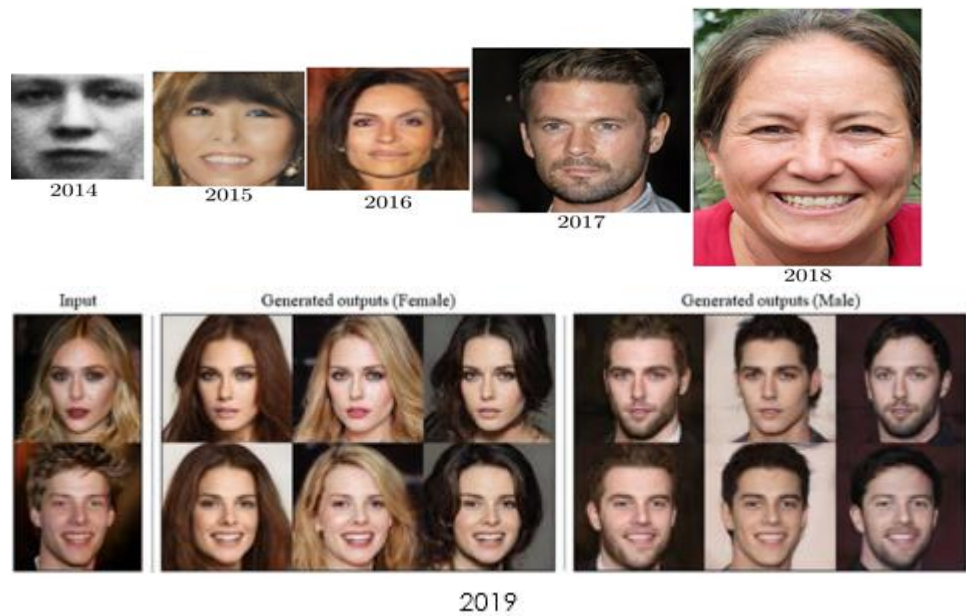 2014
2015
2016
2017
2018
Input
Generated outputs (Female)
Generated outputs (Male)
2019